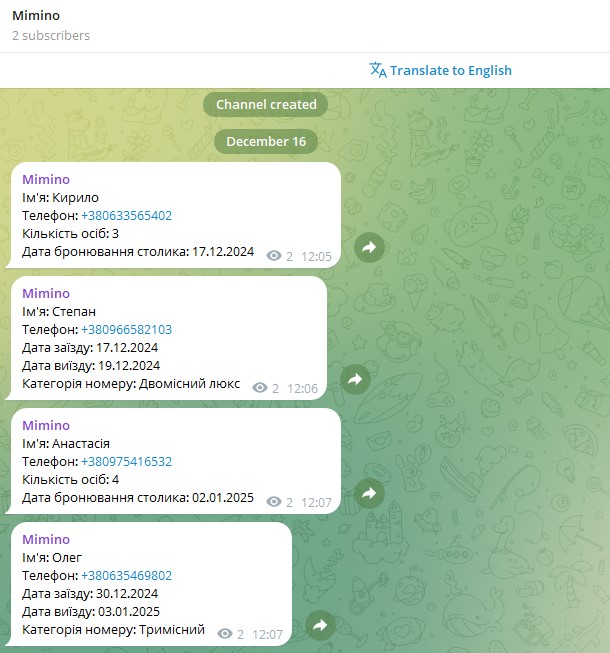 Mimino
2 subscribers
Translate to English
Channel created
December 16
Mimino
Ім'я: Кирило
Телефон: +380633565402
Кількість осіб: 3
Дата бронювання столика: 17.12.2024 2 12:05
Mimino
Ім'я: Степан
Телефон: +380966582103
Дата заїзду: 17.12.2024
Дата виїзду: 19.12.2024
Категорія номеру: Двомісний люкс 2 12:06
Mimino
Ім'я: Анастасія
Телефон: +380975416532
Кількість осіб: 4
Дата бронювання столика: 02.01.2025 2 12:07
Mimino
Ім'я: Олег
Телефон: +380635469802
Дата заїзду: 30.12.2024
Дата виїзду: 03.01.2025
Категорія номеру: Тримісний 2 12:07